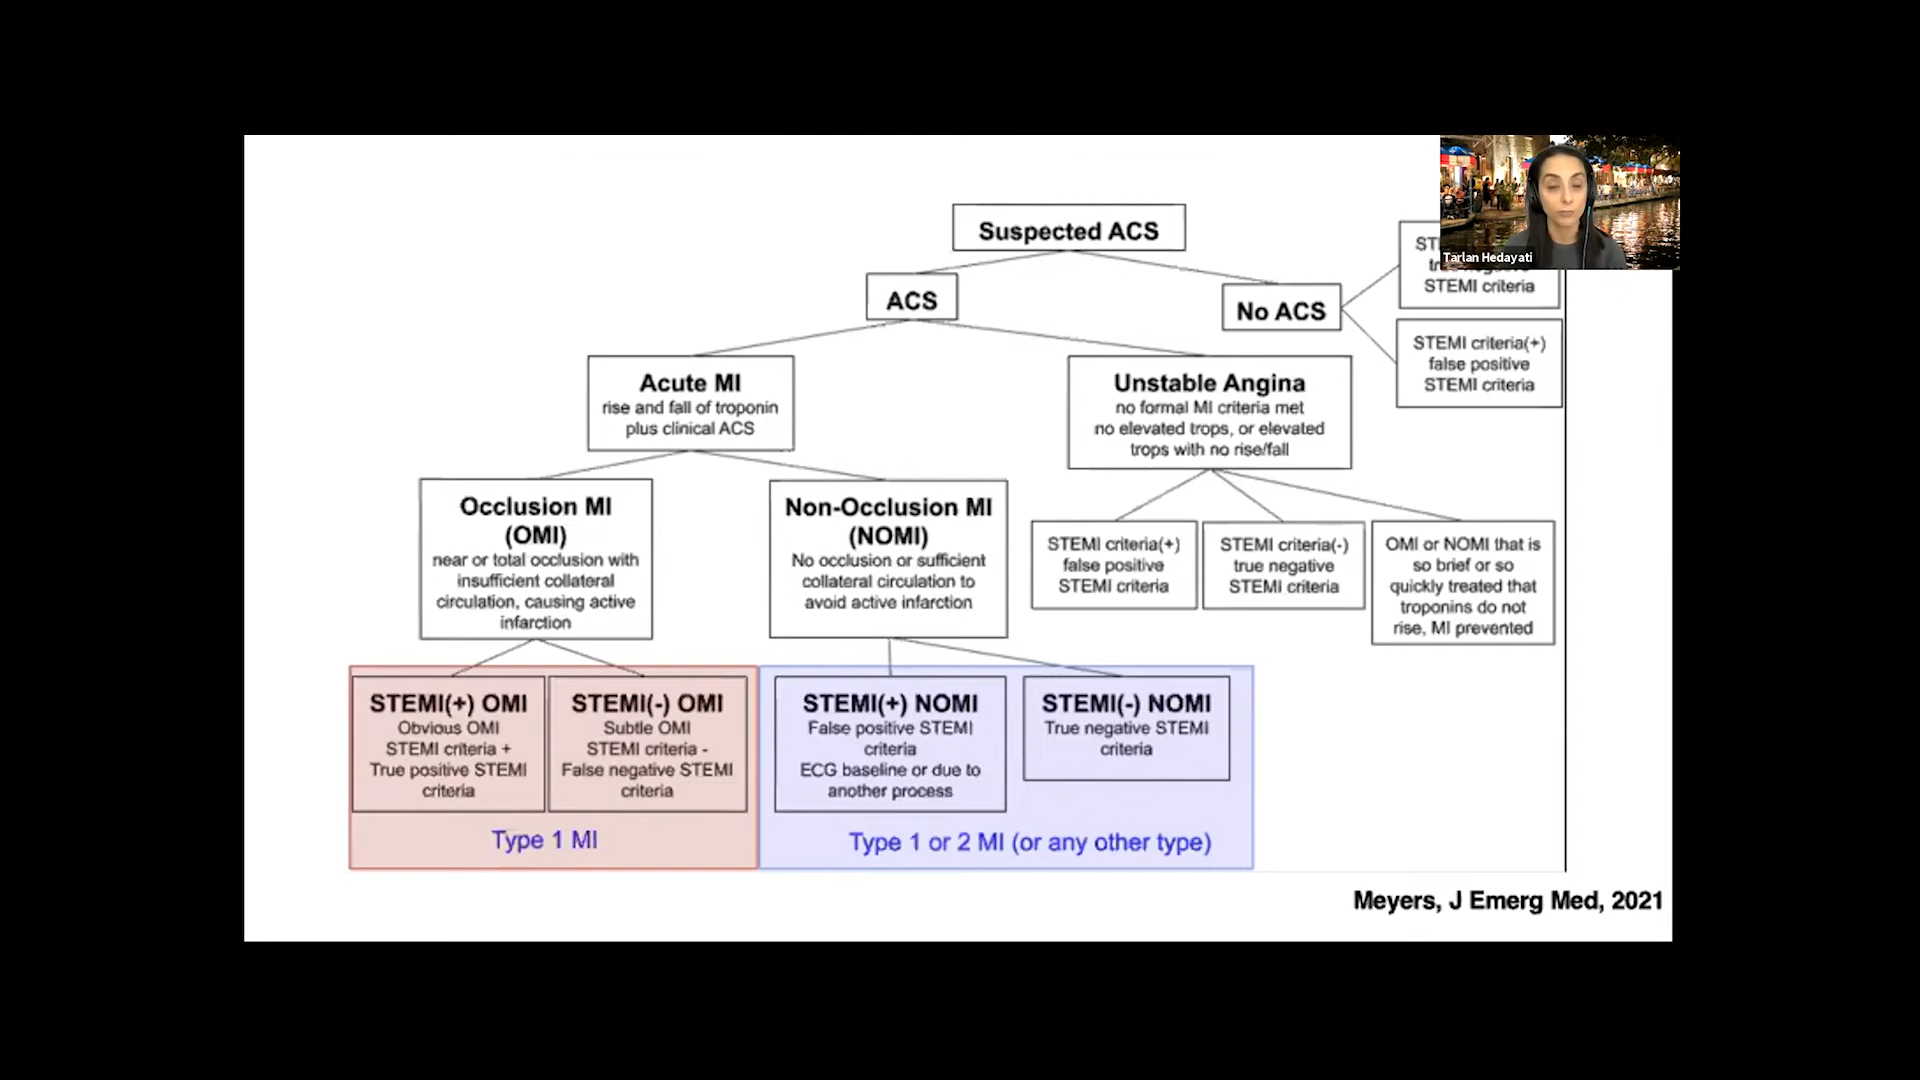 Suspected ACS
Tarlan Hedayati
STEMI criteria
ACS
No ACS
STEMI criteria(+)
false positive
STEMI criteria
Acute MI
rise and fall of troponin
plus clinical ACS
Unstable Angina
no formal MI criteria met
no elevated trops, or elevated
trops with no rise/fall
Occlusion MI
(OMI)
near or total occlusion with
insufficient collateral
circulation, causing active
infarction
Non-Occlusion MI
(NOMI)
No occlusion or sufficient
collateral circulation to
avoid active infarction
STEMI criteria(+)
false positive
STEMI criteria
STEMI criteria(-)
true negative
STEMI criteria
OMI or NOMI that is
so brief or so
quickly treated that
troponins do not
rise, MI prevented
STEMI(+) OMI
Obvious OMI
STEMI criteria +
True positive STEMI
criteria
STEMI(-) OMI
Subtle OMI
STEMI criteria -
False negative STEMI
criteria
STEMI(+) NOMI
False positive STEMI
criteria
ECG baseline or due to
another process
STEMI(-) NOMI
True negative STEMI
criteria
Type 1 MI
Type 1 or 2 MI (or any other type)
Meyers, J Emerg Med, 2021